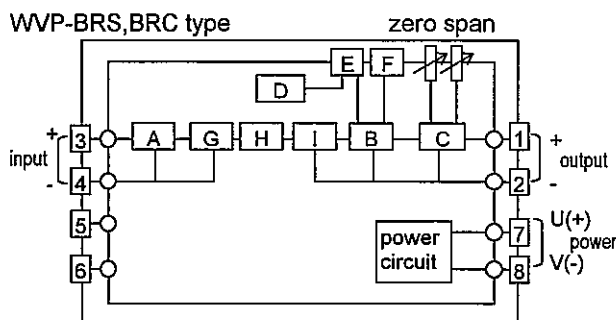 WVP-BRS,BRC type
zero span
E F
D
+ 3 A G H I B C 1 +
input output
- 4 2 -
5 power circuit 7 U(+)
power
6 8 V(-)